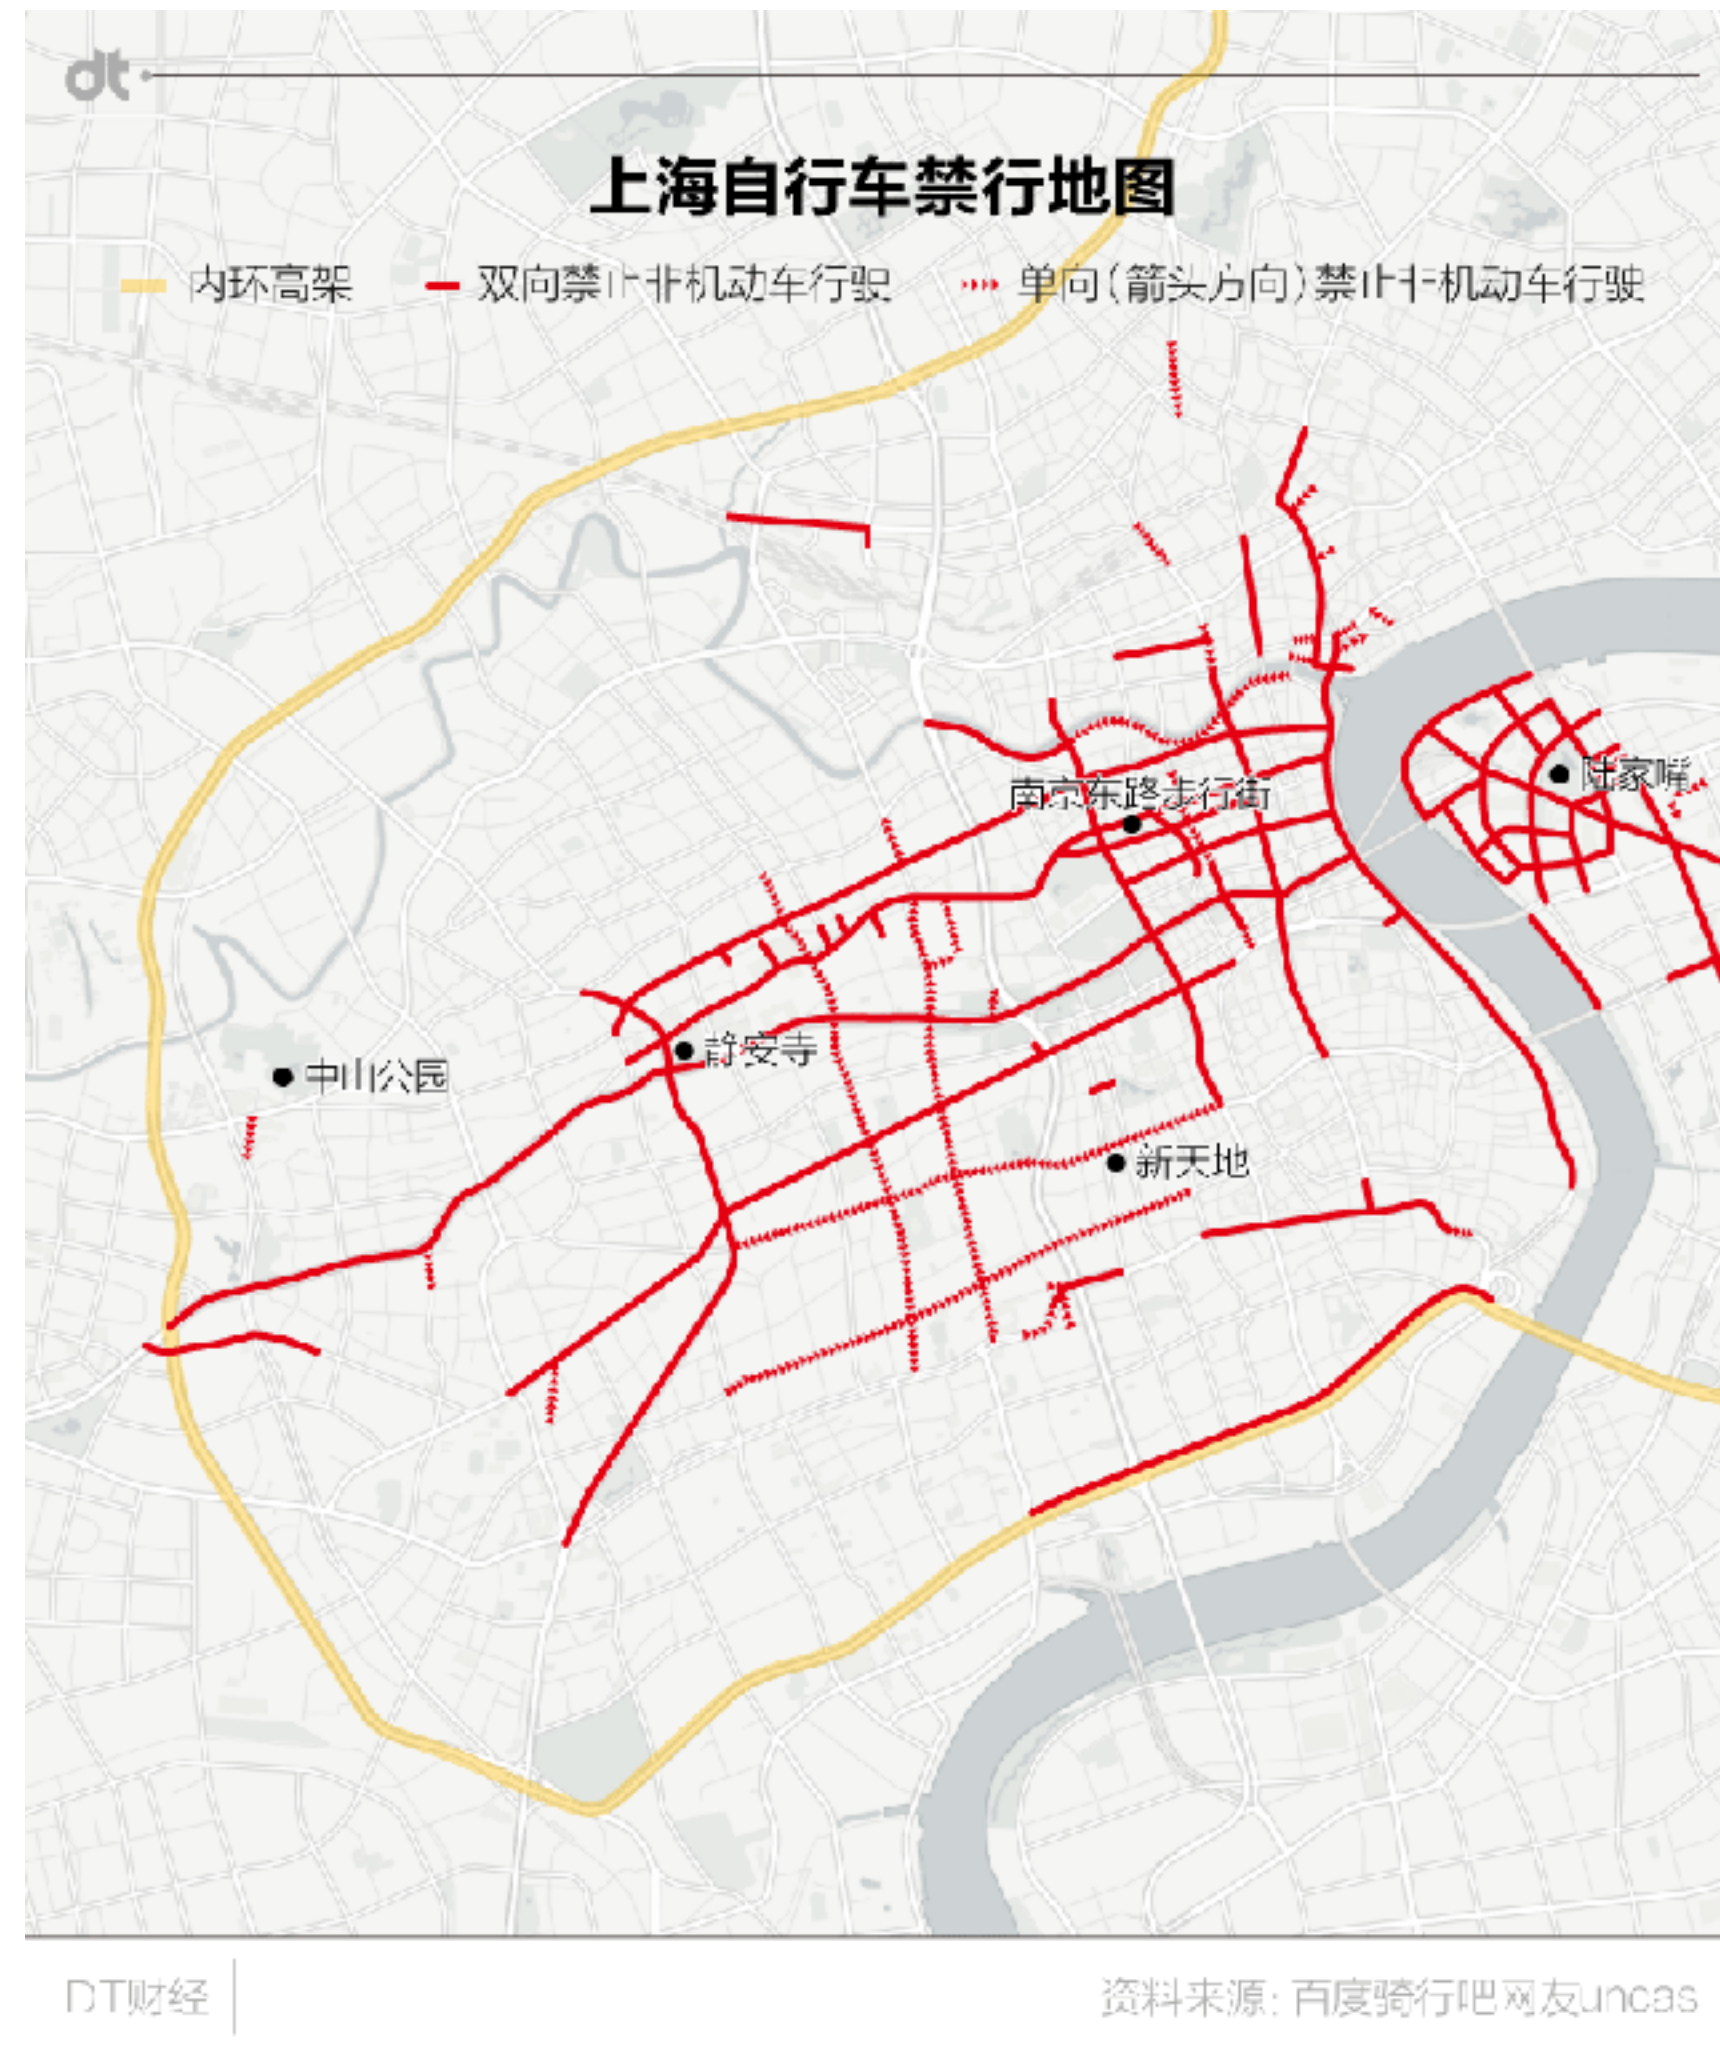 dt
上海自行车禁行地图
内环高架 双向禁止非机动车行驶 单向(箭头方向)禁止非机动车行驶
陆家嘴
南京东路步行街
静安寺
中山公园
新天地
DT财经
资料来源：百度骑行吧网友uncas